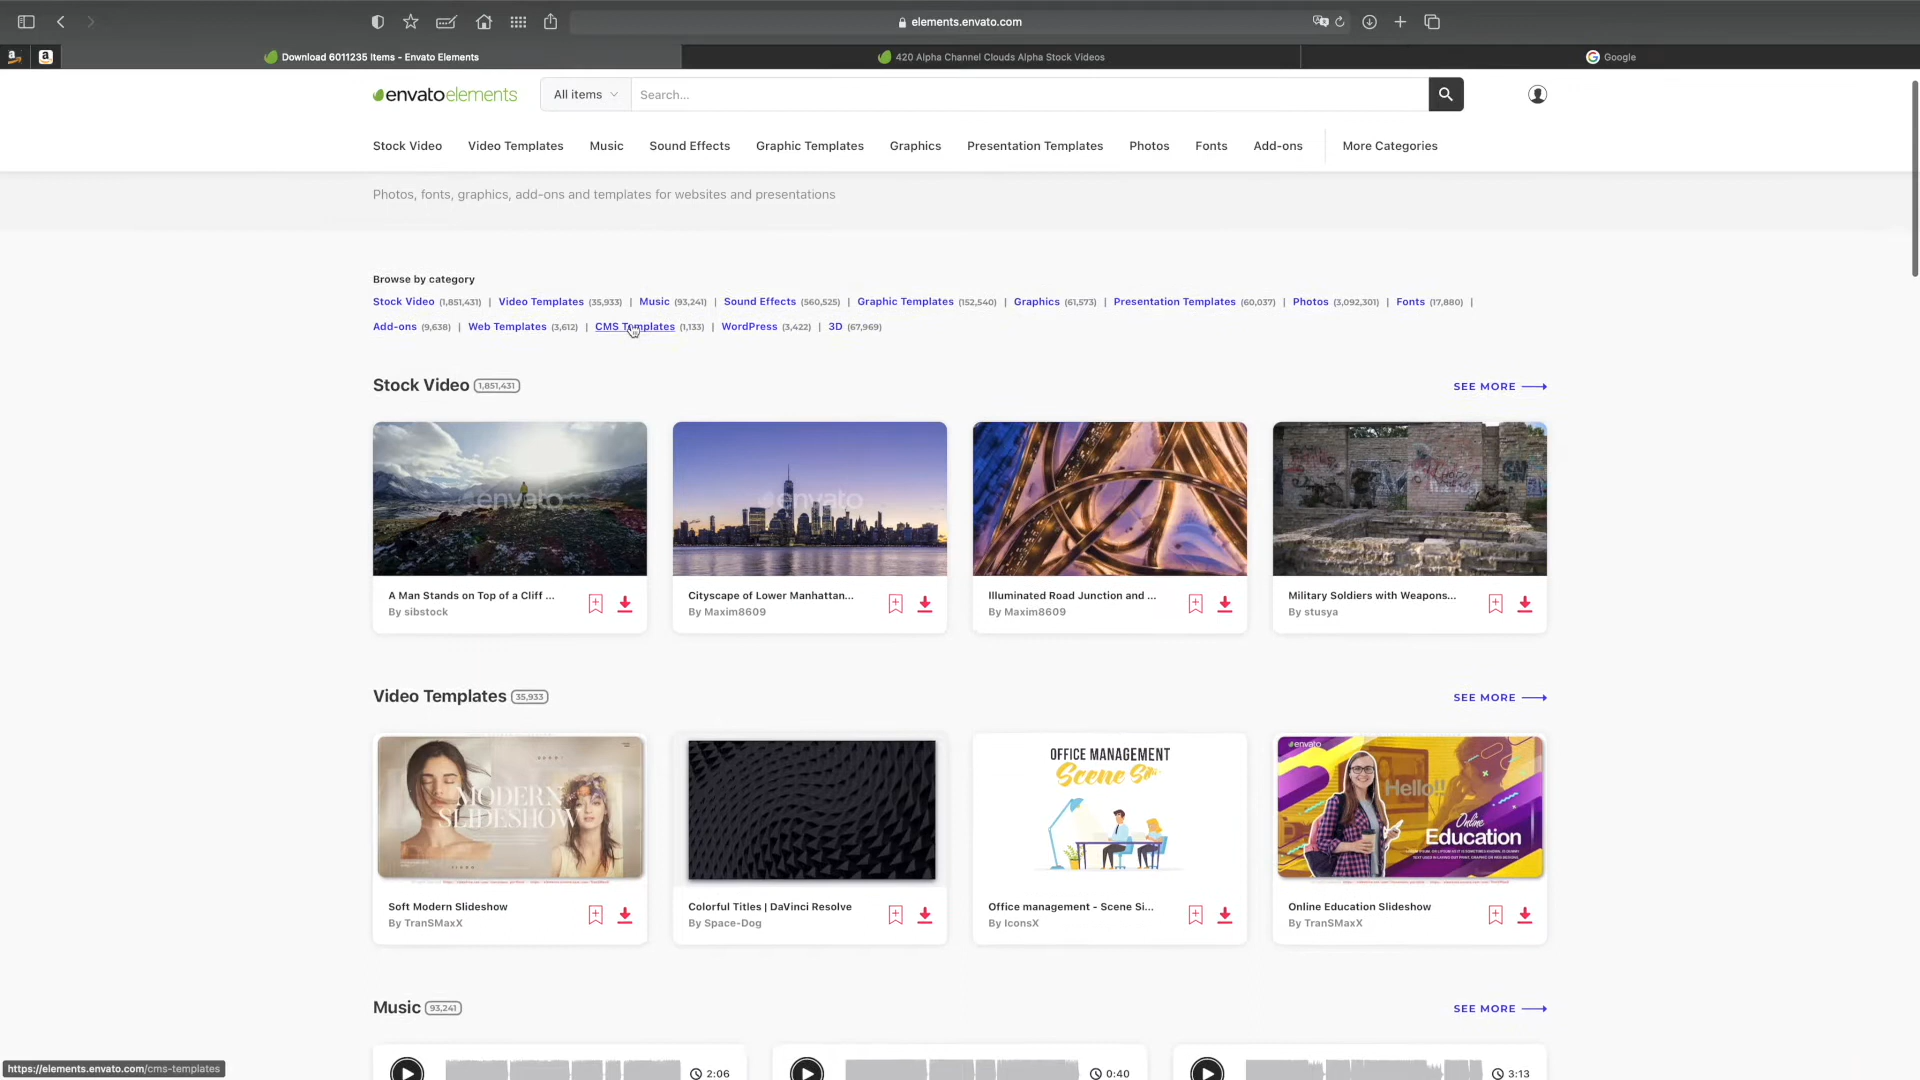 elements.envato.com
Download 6011235 Items - Envato Elements
420 Alpha Channel Clouds Alpha Stock Videos
Google
envatoelements
All items
Search...
Stock Video Video Templates Music Sound Effects Graphic Templates Graphics Presentation Templates Photos Fonts Add-ons More Categories
Photos, fonts, graphics, add-ons and templates for websites and presentations
Browse by category
Stock Video (1,851,431) | Video Templates (35,933) | Music (93,241) | Sound Effects (560,525) | Graphic Templates (152,540) | Graphics (61,573) | Presentation Templates (60,037) | Photos (3,092,301) | Fonts (17,880) |
Add-ons (9,638) | Web Templates (3,612) | CMS Templates (1,133) | WordPress (3,422) | 3D (67,969)
Stock Video 1,851,431
SEE MORE
envato
envato
A Man Stands on Top of a Cliff ...
By sibstock
Cityscape of Lower Manhattan...
By Maxim8609
Illuminated Road Junction and ...
By Maxim8609
Military Soldiers with Weapons...
By stusya
Video Templates 35,933
SEE MORE
MODERN
SLIDESHOW
OFFICE MANAGEMENT
envato
Hello!!
Online
Education
Soft Modern Slideshow
By TranSMaxX
Colorful Titles | DaVinci Resolve
By Space-Dog
Office management - Scene Si...
By IconsX
Online Education Slideshow
By TranSMaxX
Music 93,241
SEE MORE
2:06
0:40
3:13
https://elements.envato.com/cms-templates